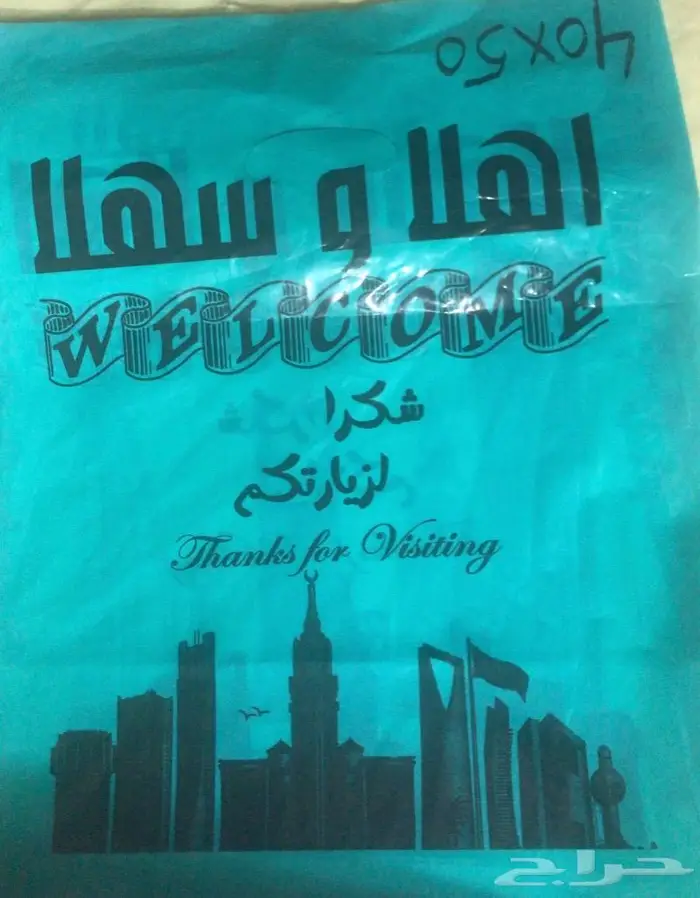 40x50
اهلا و سهلا
WELCOME
شكرا
لزيارتكم
Thanks for Visiting
حراج